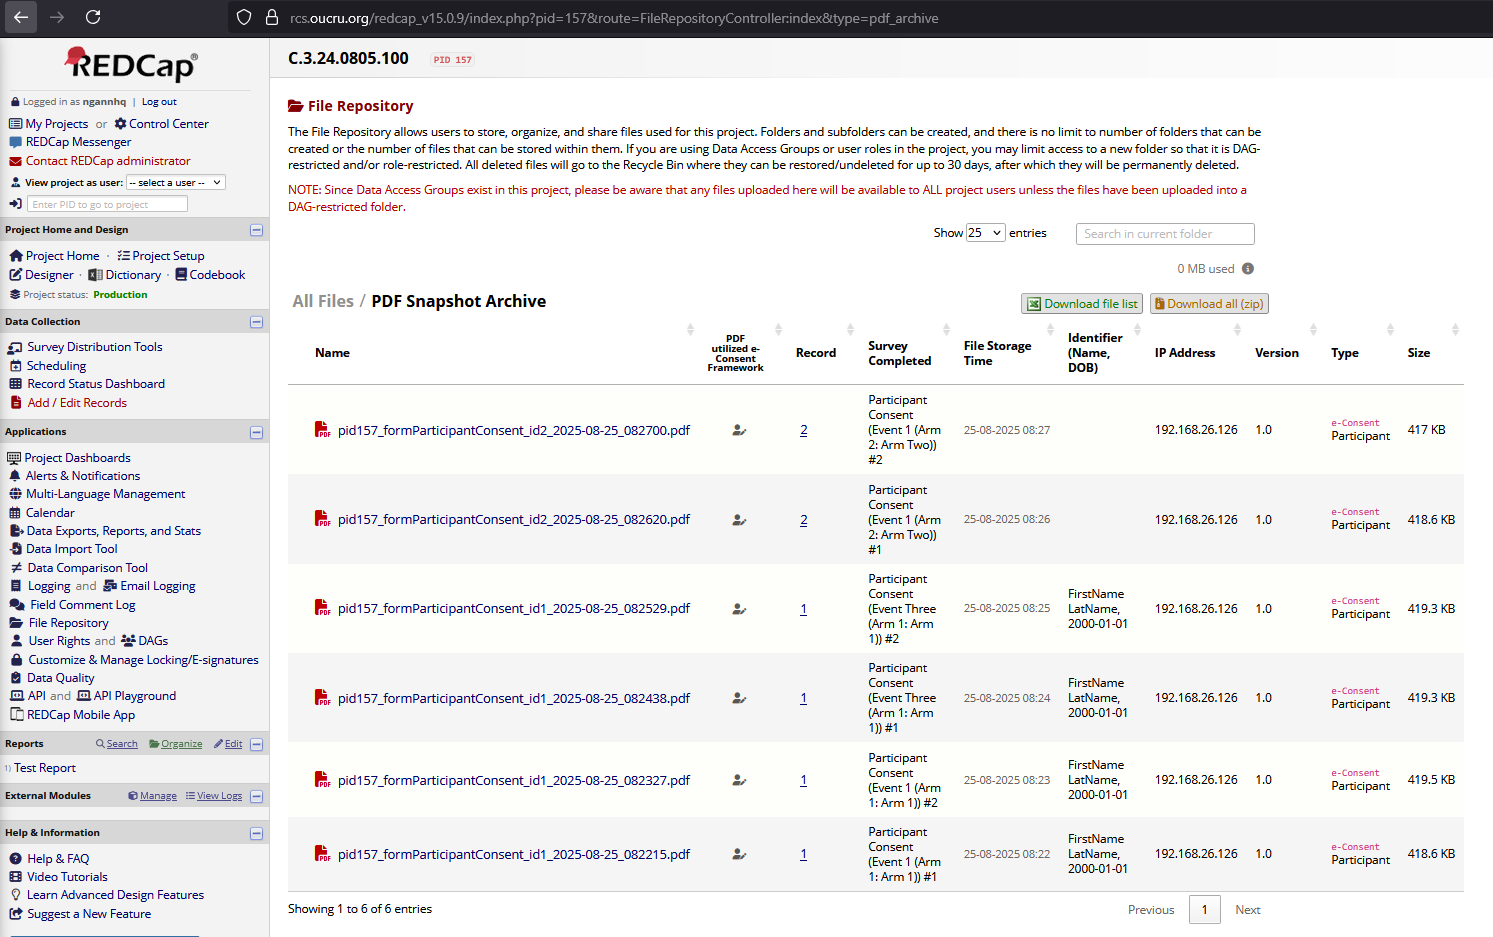 rcs.oucru.org/redcap_v15.0.9/index.php?pid=157&route=FileRepositoryController:index&type=pdf_archive
REDCap®
Logged in as ngannhq | Log out
My Projects or Control Center
REDCap Messenger
Contact REDCap administrator
View project as user: -- select a user --
Enter PID to go to project
Project Home and Design
Project Home · Project Setup
Designer · Dictionary · Codebook
Project status: Production
Data Collection
Survey Distribution Tools
Scheduling
Record Status Dashboard
Add / Edit Records
Applications
Project Dashboards
Alerts & Notifications
Multi-Language Management
Calendar
Data Exports, Reports, and Stats
Data Import Tool
Data Comparison Tool
Logging and Email Logging
Field Comment Log
File Repository
User Rights and DAGs
Customize & Manage Locking/E-signatures
Data Quality
API and API Playground
REDCap Mobile App
Reports Search Organize Edit
1) Test Report
External Modules Manage View Logs
Help & Information
Help & FAQ
Video Tutorials
Learn Advanced Design Features
Suggest a New Feature
C.3.24.0805.100 PID 157
File Repository
The File Repository allows users to store, organize, and share files used for this project. Folders and subfolders can be created, and there is no limit to number of folders that can be
created or the number of files that can be stored within them. If you are using Data Access Groups or user roles in the project, you may limit access to a new folder so that it is DAG-
restricted and/or role-restricted. All deleted files will go to the Recycle Bin where they can be restored/undeleted for up to 30 days, after which they will be permanently deleted.
NOTE: Since Data Access Groups exist in this project, please be aware that any files uploaded here will be available to ALL project users unless the files have been uploaded into a
DAG-restricted folder.
Show 25 entries Search in current folder
0 MB used
All Files / PDF Snapshot Archive Download file list Download all (zip)
Name
PDF
utilized e-
Consent
Framework
Record
Survey
Completed
File Storage
Time
Identifier
(Name,
DOB)
IP Address
Version
Type
Size
pid157_formParticipantConsent_id2_2025-08-25_082700.pdf
2
Participant
Consent
(Event 1 (Arm
2: Arm Two))
#2
25-08-2025 08:27
192.168.26.126
1.0
e-Consent
Participant
417 KB
pid157_formParticipantConsent_id2_2025-08-25_082620.pdf
2
Participant
Consent
(Event 1 (Arm
2: Arm Two))
#1
25-08-2025 08:26
192.168.26.126
1.0
e-Consent
Participant
418.6 KB
pid157_formParticipantConsent_id1_2025-08-25_082529.pdf
1
Participant
Consent
(Event Three
(Arm 1: Arm
1)) #2
25-08-2025 08:25
FirstName
LatName,
2000-01-01
192.168.26.126
1.0
e-Consent
Participant
419.3 KB
pid157_formParticipantConsent_id1_2025-08-25_082438.pdf
1
Participant
Consent
(Event Three
(Arm 1: Arm
1)) #1
25-08-2025 08:24
FirstName
LatName,
2000-01-01
192.168.26.126
1.0
e-Consent
Participant
419.3 KB
pid157_formParticipantConsent_id1_2025-08-25_082327.pdf
1
Participant
Consent
(Event 1 (Arm
1: Arm 1)) #2
25-08-2025 08:23
FirstName
LatName,
2000-01-01
192.168.26.126
1.0
e-Consent
Participant
419.5 KB
pid157_formParticipantConsent_id1_2025-08-25_082215.pdf
1
Participant
Consent
(Event 1 (Arm
1: Arm 1)) #1
25-08-2025 08:22
FirstName
LatName,
2000-01-01
192.168.26.126
1.0
e-Consent
Participant
418.6 KB
Showing 1 to 6 of 6 entries Previous 1 Next